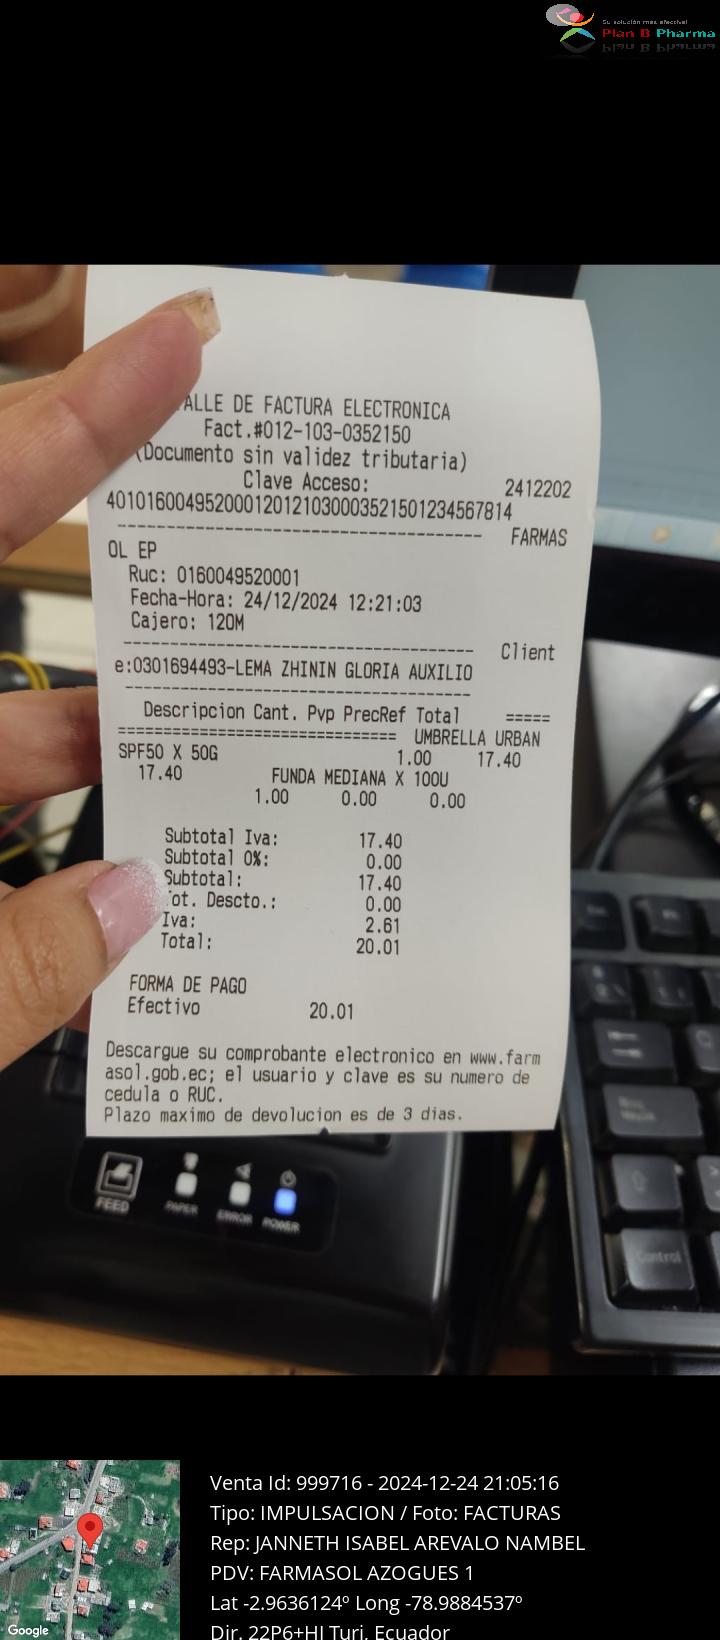 Su solución más efectiva!
Plan B Pharma
ALLE DE FACTURA ELECTRONICA
Fact.#012-103-0352150
(Documento sin validez tributaria)
Clave Acceso: 2412202
401016004952000120121030003521501234567814
----------------------------------- FARMAS
OL EP
Ruc: 0160049520001
Fecha-Hora: 24/12/2024 12:21:03
Cajero: 120M
----------------------------------- Client
e:0301694493-LEMA ZHININ GLORIA AUXILIO
-----------------------------------
Descripcion Cant. Pvp PrecRef Total =====
============================== UMBRELLA URBAN
SPF50 X 50G 1.00 17.40
17.40 FUNDA MEDIANA X 100U
1.00 0.00 0.00
Subtotal Iva: 17.40
Subtotal 0%: 0.00
Subtotal: 17.40
ot. Descto.: 0.00
Iva: 2.61
Total: 20.01
FORMA DE PAGO
Efectivo 20.01
Descargue su comprobante electronico en www.farm
asol.gob.ec; el usuario y clave es su numero de
cedula o RUC.
Plazo maximo de devolucion es de 3 dias.
FEED PAPER ERROR POWER
Control
Google
Venta Id: 999716 - 2024-12-24 21:05:16
Tipo: IMPULSACION / Foto: FACTURAS
Rep: JANNETH ISABEL AREVALO NAMBEL
PDV: FARMASOL AZOGUES 1
Lat -2.9636124º Long -78.9884537º
Dir. 22P6+HJ Turi, Ecuador